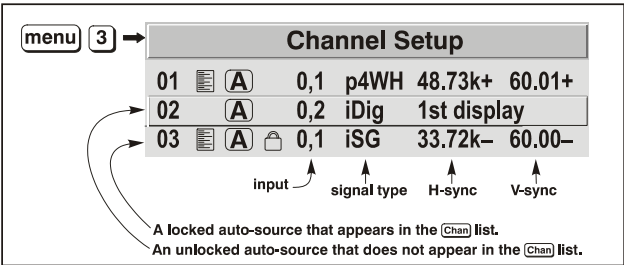 menu 3 Channel Setup
01 A 0,1 p4WH 48.73k+ 60.01+
02 A 0,2 iDig 1st display
03 A 0,1 iSG 33.72k– 60.00–
input signal type H-sync V-sync
A locked auto-source that appears in the Chan list.
An unlocked auto-source that does not appear in the Chan list.